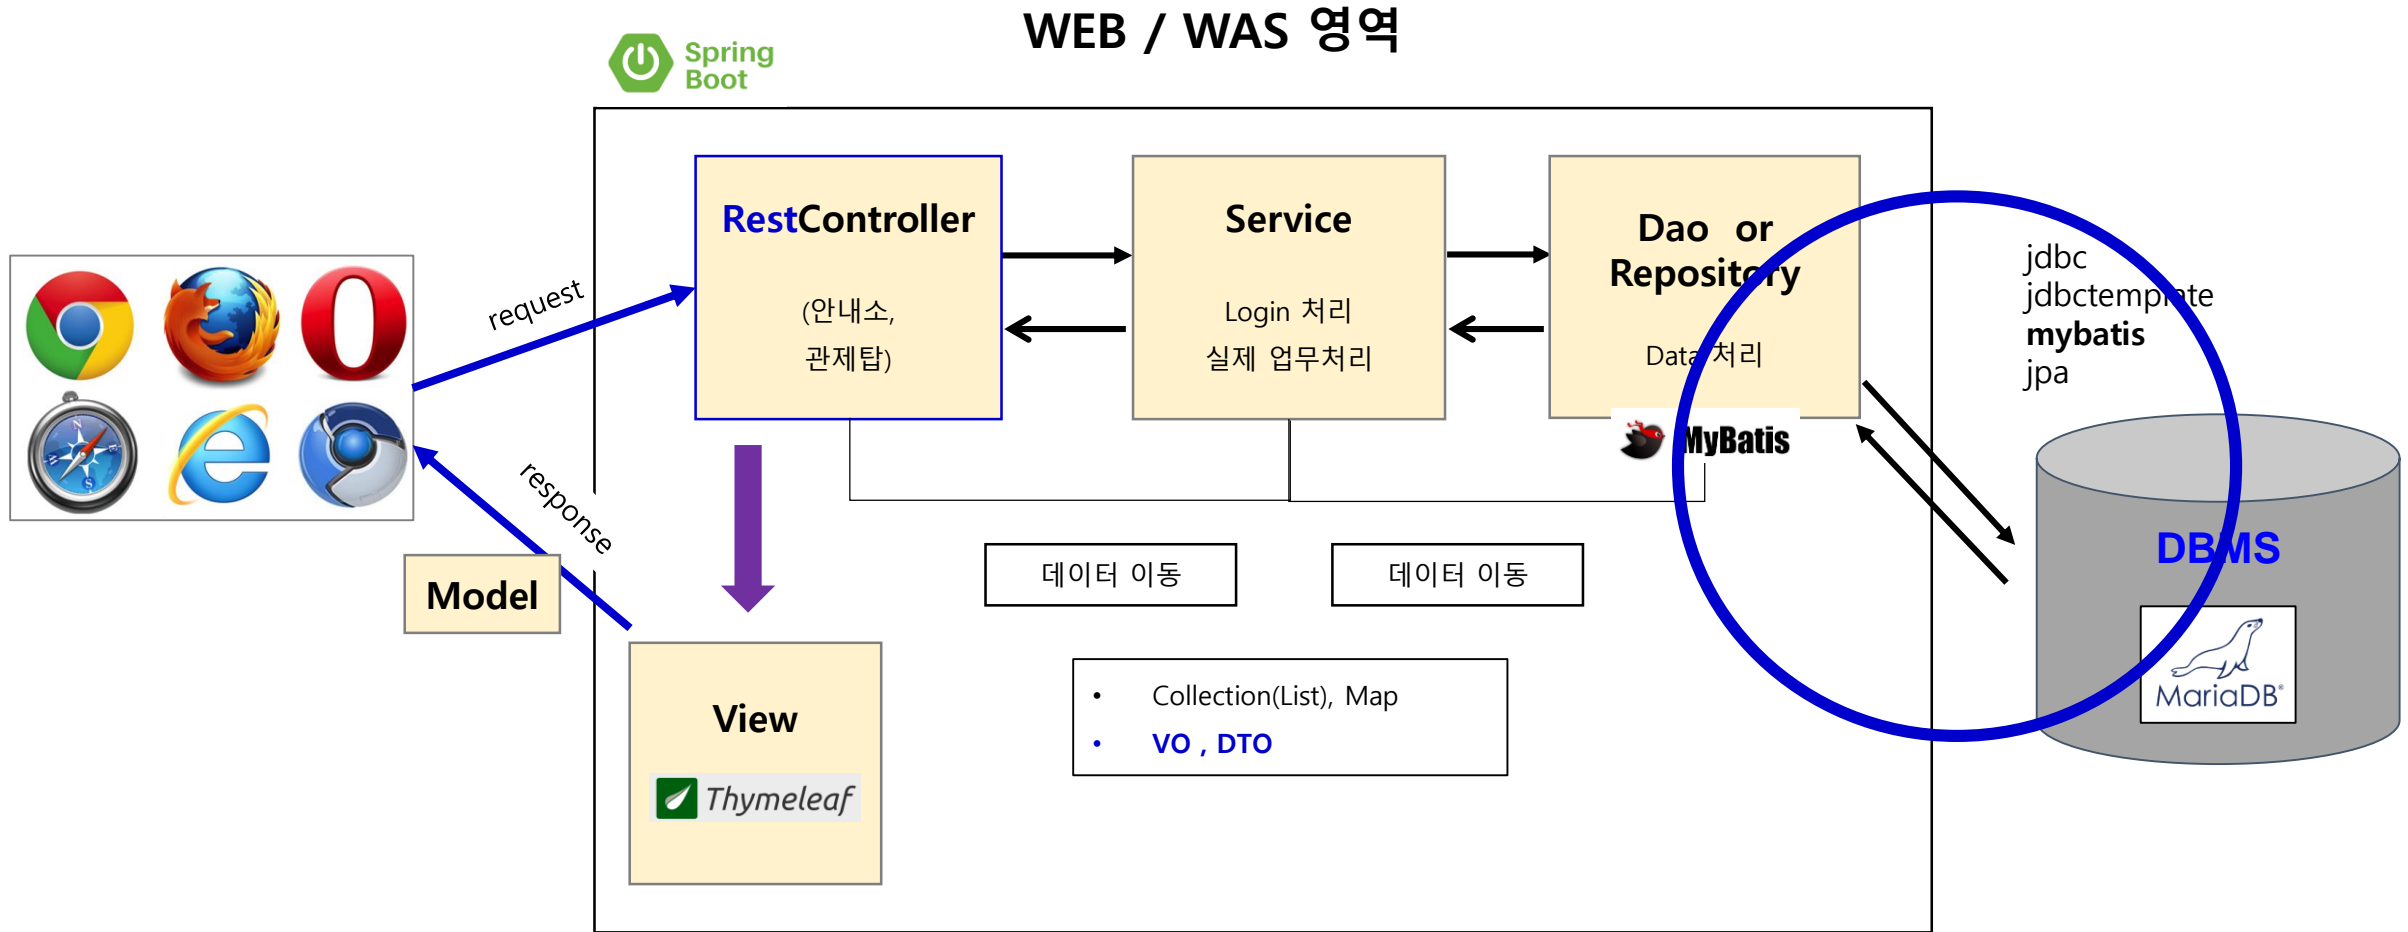 WEB / WAS 영역
Spring
Boot
RestController
(안내소,
관제탑)
Service
Login 처리
실제 업무처리
Dao or
Repository
Data 처리
MyBatis
jdbc
jdbctemplate
mybatis
jpa
request
response
Model
데이터 이동
데이터 이동
DBMS
MariaDB
View
Thymeleaf
• Collection(List), Map
• VO , DTO